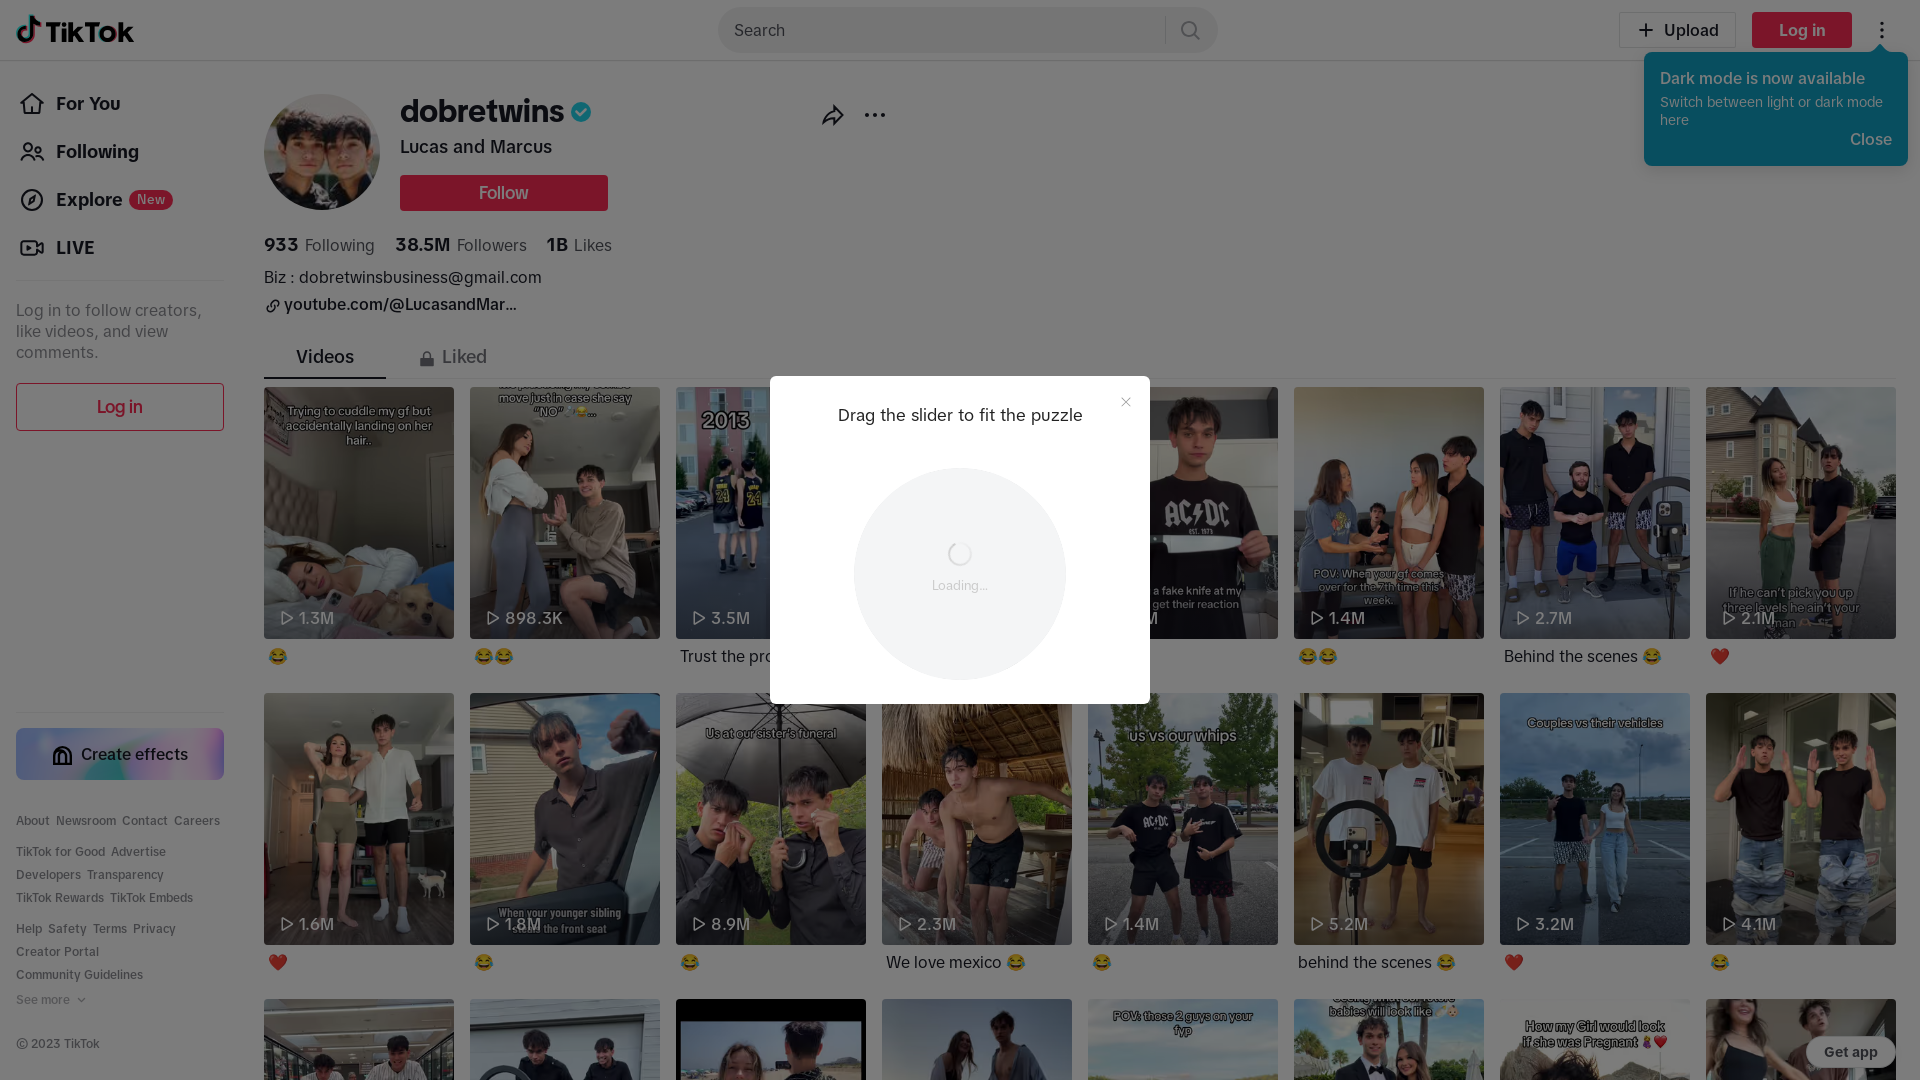 TikTok
Search
Upload
Log in
Dark mode is now available
Switch between light or dark mode
here
Close
For You
Following
Explore New
LIVE
Log in to follow creators,
like videos, and view
comments.
Log in
Create effects
About Newsroom Contact Careers
TikTok for Good Advertise
Developers Transparency
TikTok Rewards TikTok Embeds
Help Safety Terms Privacy
Creator Portal
Community Guidelines
See more
© 2023 TikTok
dobretwins
Lucas and Marcus
Follow
933 Following 38.5M Followers 1B Likes
Biz : dobretwinsbusiness@gmail.com
youtube.com/@LucasandMar...
Videos
Liked
Drag the slider to fit the puzzle
Loading...
Trying to cuddle my gf but
accidentally landing on her
hair..
1.3M
😂
move just in case she say
"NO"
898.3K
😂😂
2013
24
24
3.5M
Trust the pro
AC/DC
a fake knife at my
get their reaction
POV: When your gf comes
over for the 7th time this
week.
1.4M
😂😂
2.7M
Behind the scenes 😂
If he can't pick you up
three levels he ain't your
man
2.1M
❤️
1.6M
❤️
When your younger sibling
steals the front seat
1.8M
😂
Us at our sister's funeral
8.9M
😂
2.3M
We love mexico 😂
us vs our whips
AC/DC
1.4M
😂
5.2M
behind the scenes 😂
Couples vs their vehicles
3.2M
❤️
4.1M
😂
POV: those 2 guys on your
fyp
seeing what our future
babies will look like
How my Girl would look
if she was Pregnant 🤰❤️
Get app